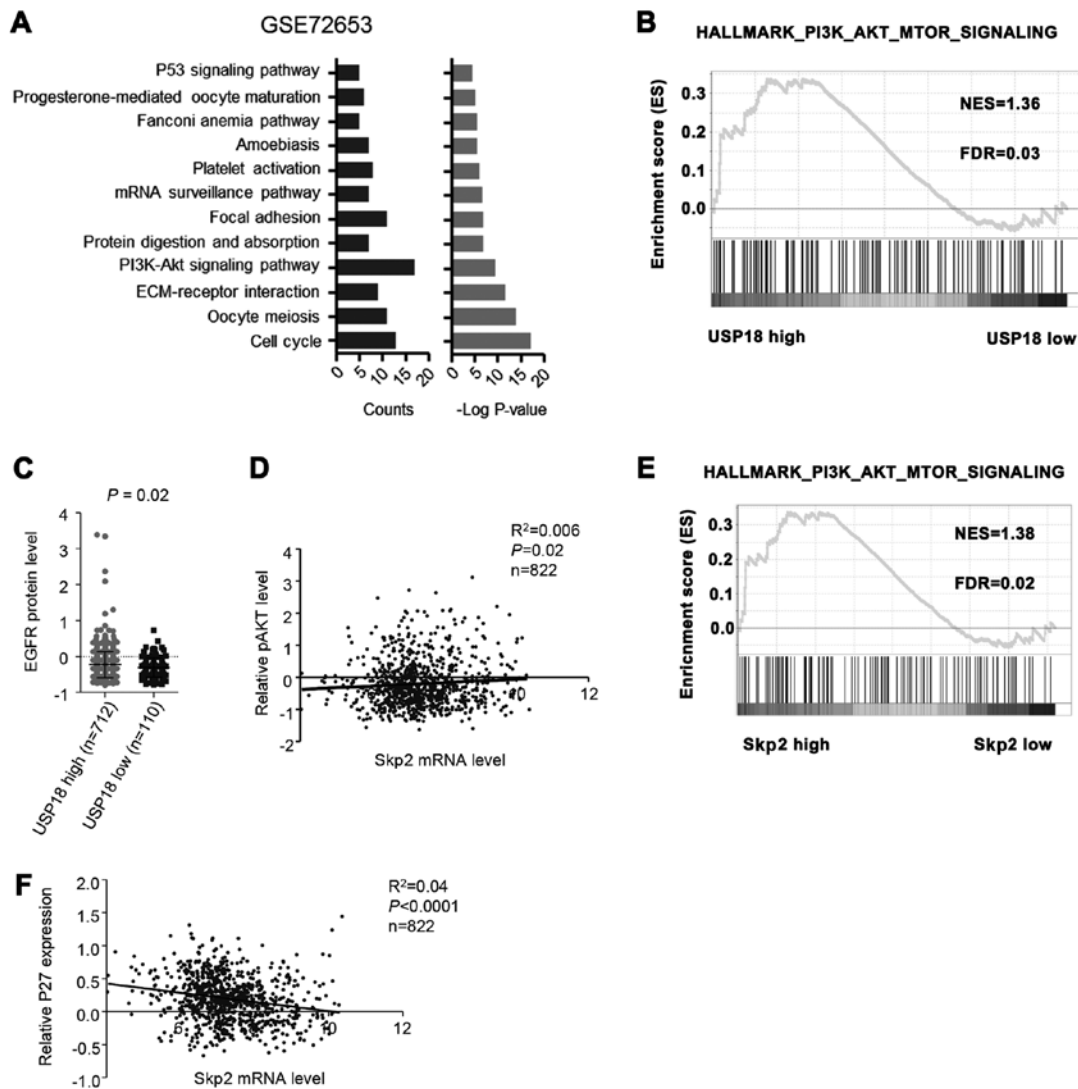 A
GSE72653
P53 signaling pathway
Progesterone-mediated oocyte maturation
Fanconi anemia pathway
Amoebiasis
Platelet activation
mRNA surveillance pathway
Focal adhesion
Protein digestion and absorption
PI3K-Akt signaling pathway
ECM-receptor interaction
Oocyte meiosis
Cell cycle
0 5 10 15 20
0 5 10 15 20
Counts
-Log P-value
B
HALLMARK_PI3K_AKT_MTOR_SIGNALING
Enrichment score (ES)
0.3
0.2
0.1
0.0
NES=1.36
FDR=0.03
USP18 high
USP18 low
C
P = 0.02
EGFR protein level
4
3
2
1
0
-1
USP18 high (n=712)
USP18 low (n=110)
D
R²=0.006
P=0.02
n=822
Relative pAKT level
4
3
2
1
0
-1
-2
10
12
Skp2 mRNA level
E
HALLMARK_PI3K_AKT_MTOR_SIGNALING
Enricnment score (ES)
0.3
0.2
0.1
0.0
NES=1.38
FDR=0.02
Skp2 high
Skp2 low
F
R²=0.04
P<0.0001
n=822
Relative P27 expression
2.0
1.5
1.0
0.5
0.0
-0.5
-1.0
6
10
12
Skp2 mRNA level